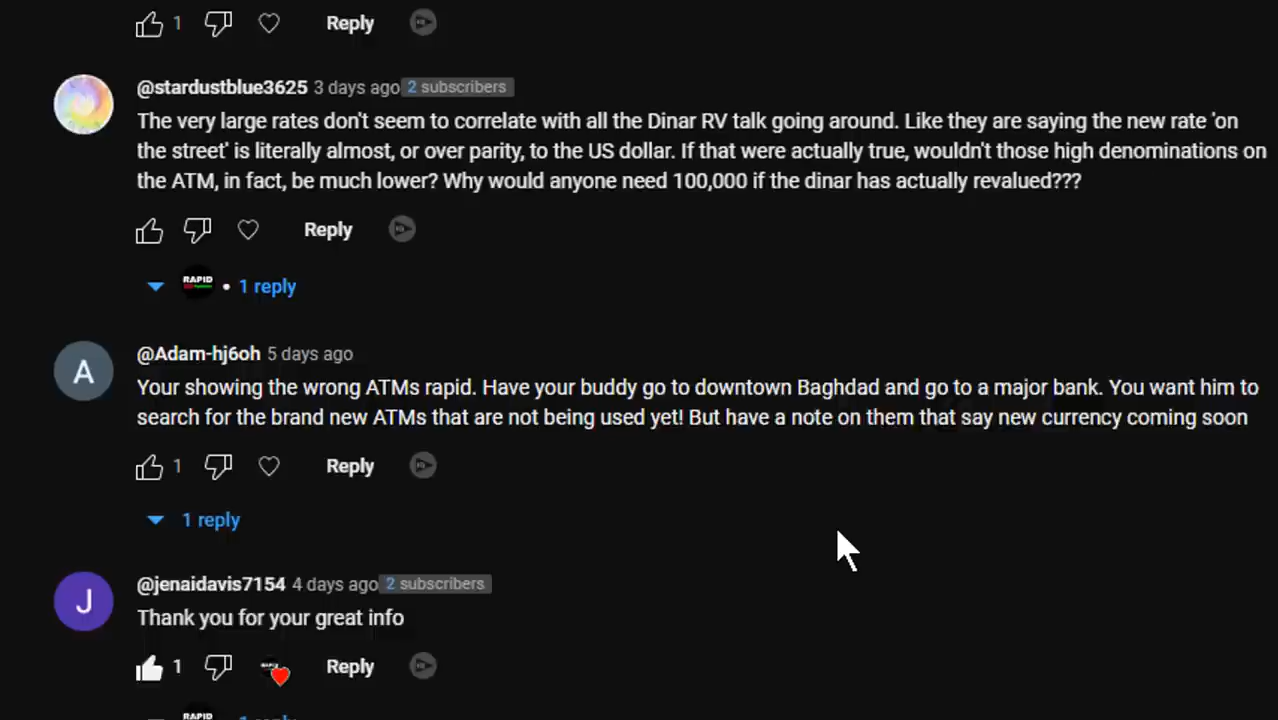 1 Reply
@stardustblue3625 3 days ago 2 subscribers
The very large rates don't seem to correlate with all the Dinar RV talk going around. Like they are saying the new rate 'on
the street' is literally almost, or over parity, to the US dollar. If that were actually true, wouldn't those high denominations on
the ATM, in fact, be much lower? Why would anyone need 100,000 if the dinar has actually revalued???
Reply
RAPID • 1 reply
@Adam-hj6oh 5 days ago
A
Your showing the wrong ATMs rapid. Have your buddy go to downtown Baghdad and go to a major bank. You want him to
search for the brand new ATMs that are not being used yet! But have a note on them that say new currency coming soon
1 Reply
1 reply
@jenaidavis7154 4 days ago 2 subscribers
J
Thank you for your great info
1 Reply
RAPID 1 reply